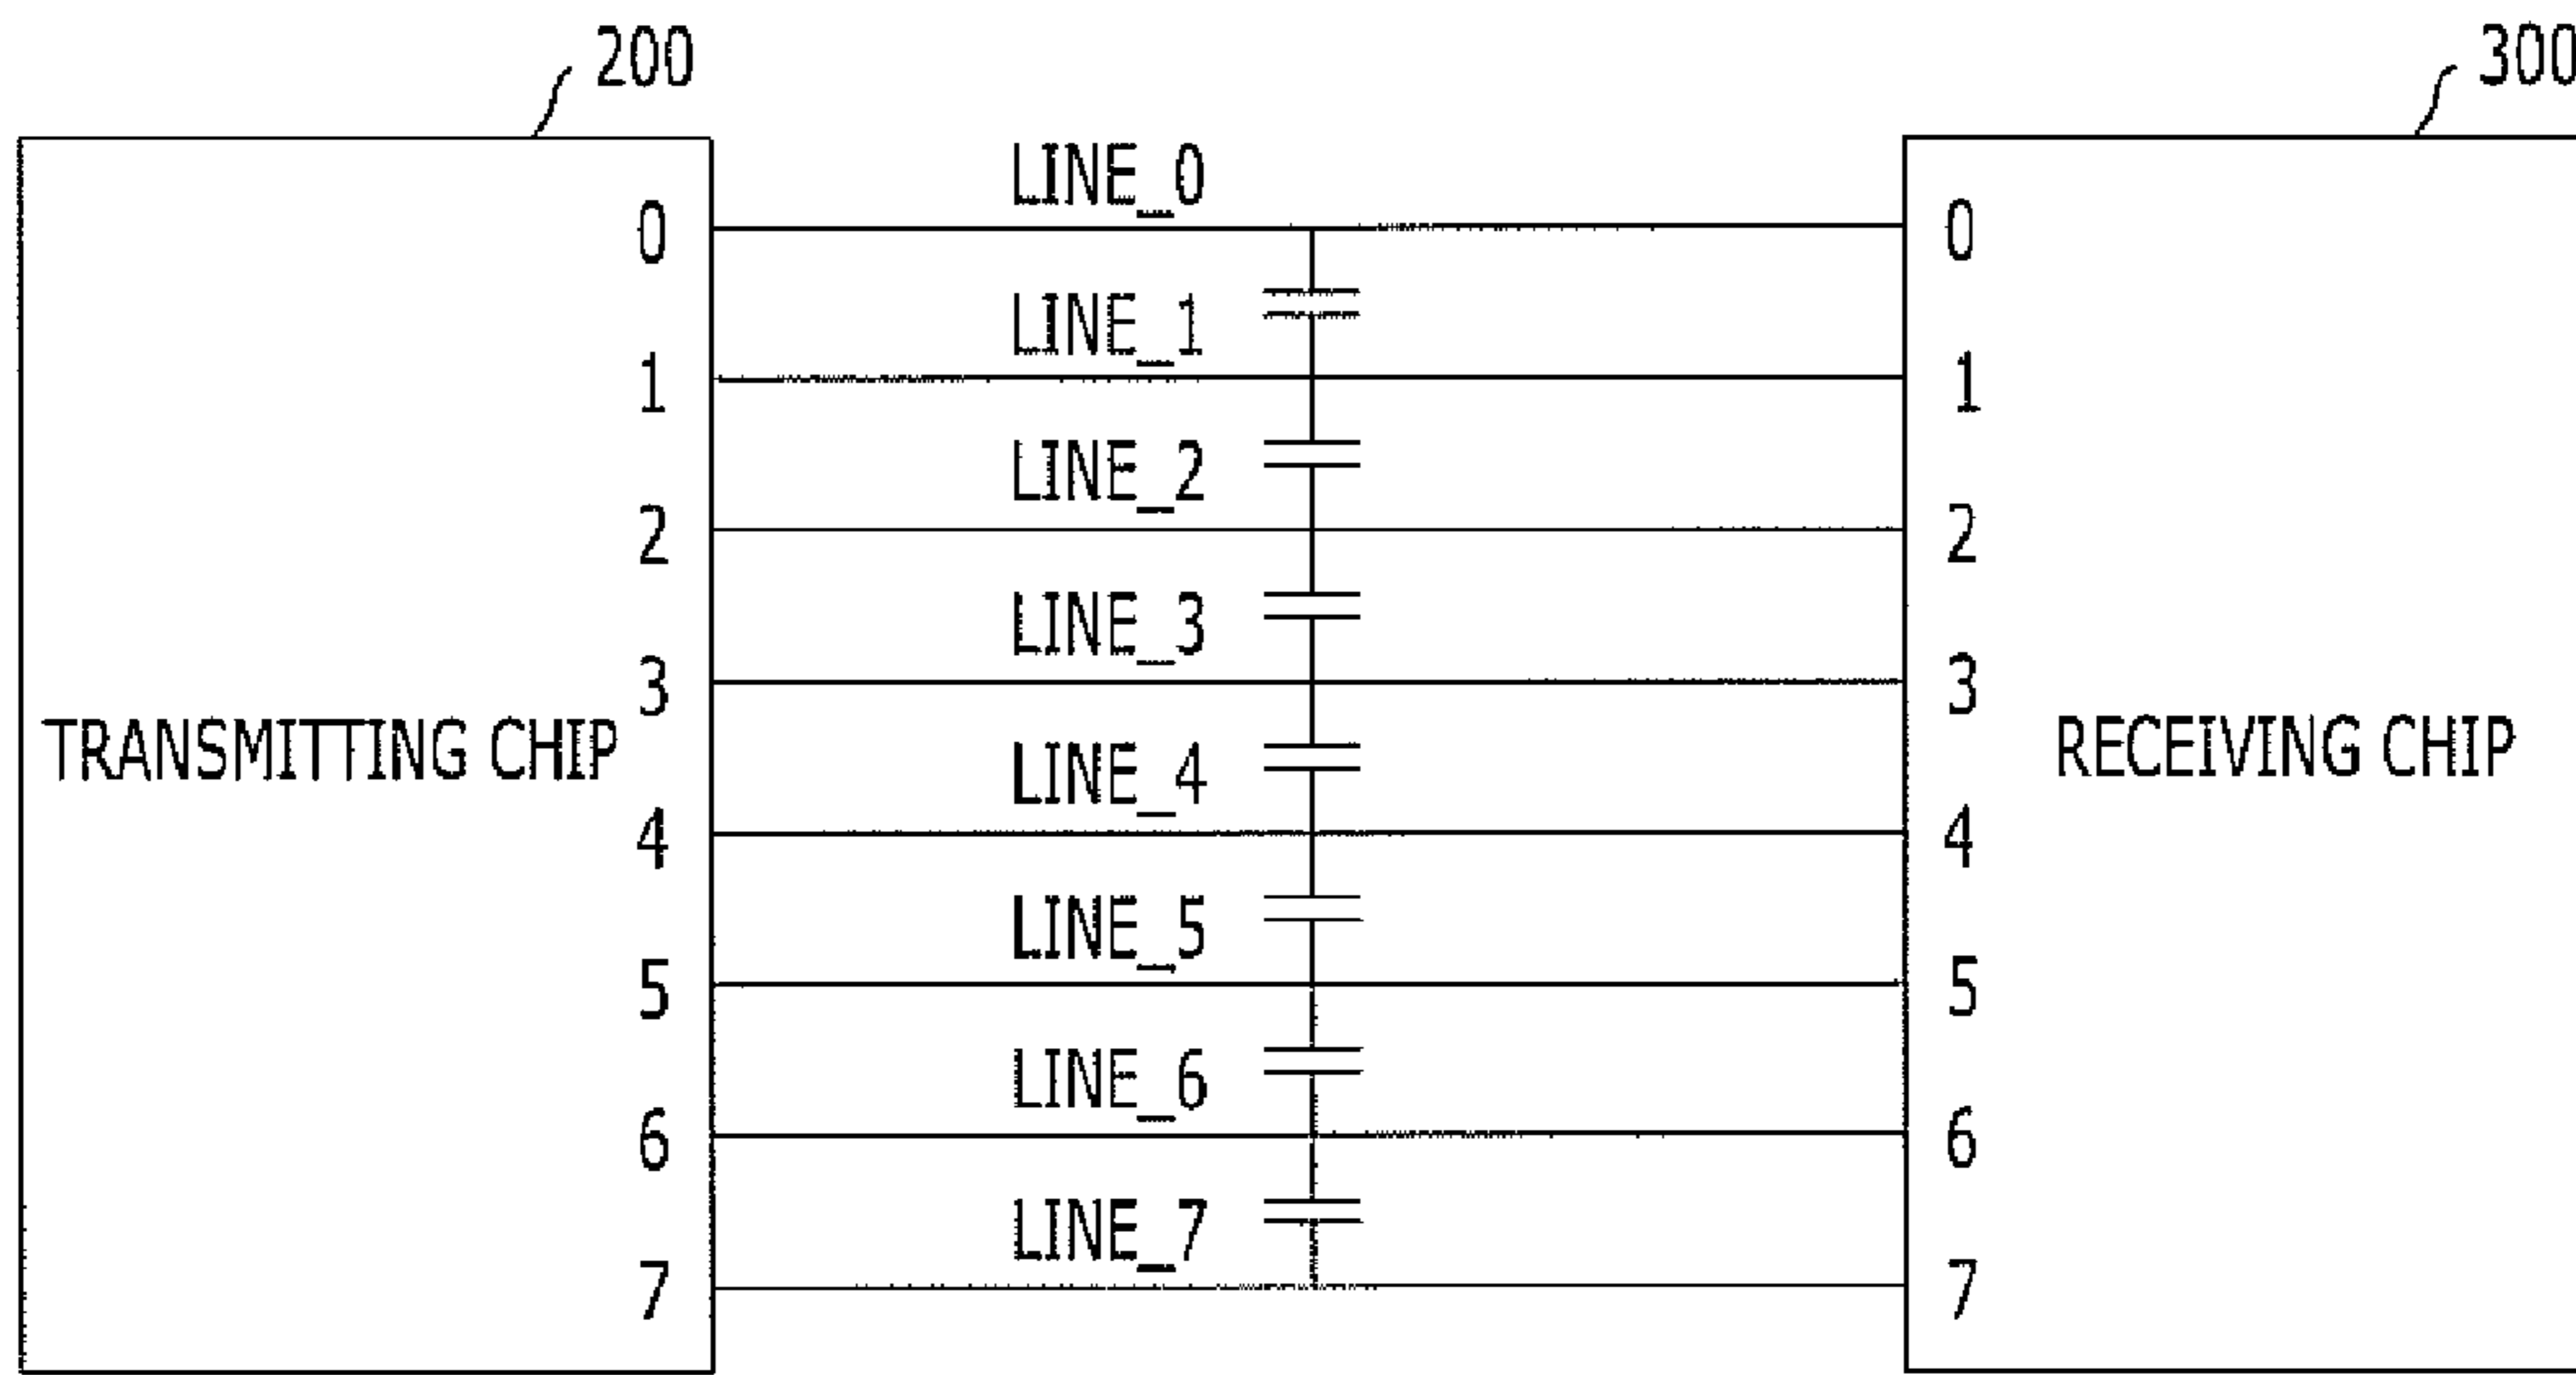 200
300
LINE_0
0
0
LINE_1
1
1
LINE_2
2
2
LINE_3
3
3
TRANSMITTING CHIP
RECEIVING CHIP
LINE_4
4
4
LINE_5
5
5
LINE_6
6
6
LINE_7
7
7